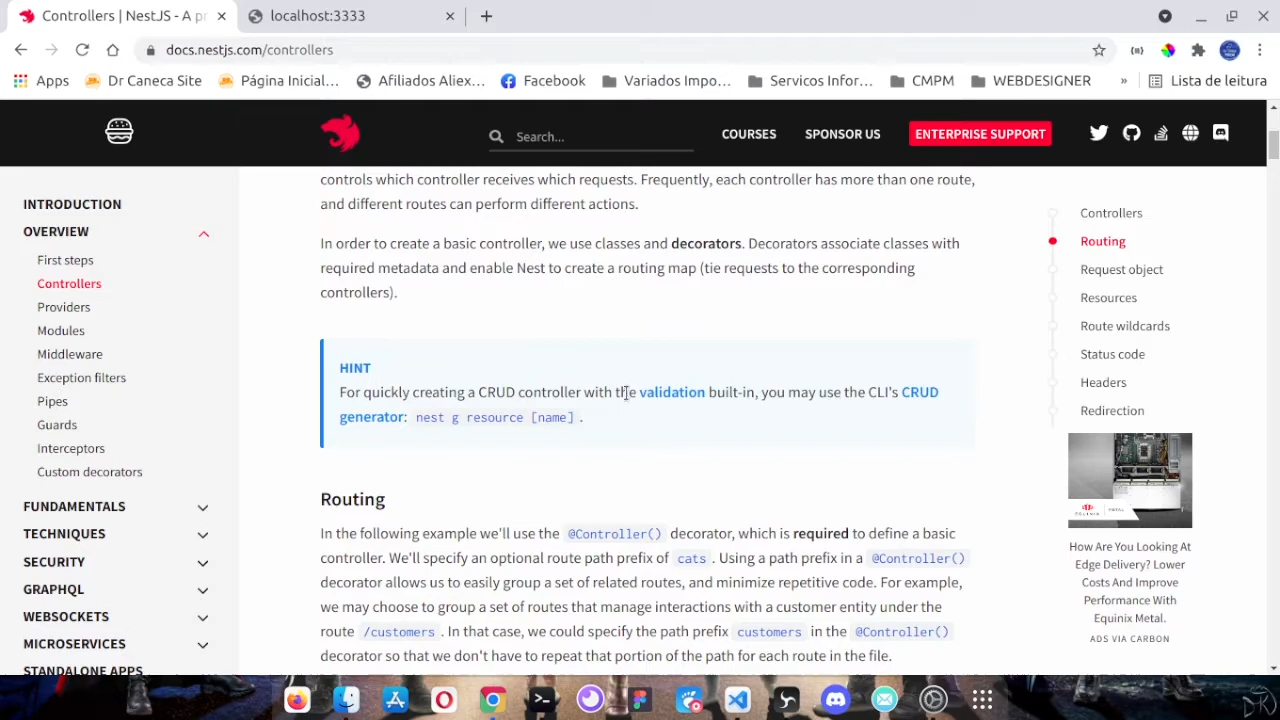 Controllers | NestJS - A pr
localhost:3333
docs.nestjs.com/controllers
Apps
Dr Caneca Site
Página Inicial...
Afiliados Aliex...
Facebook
Variados Impo...
Servicos Infor...
CMPM
WEBDESIGNER
»
Lista de leitura
Search...
COURSES
SPONSOR US
ENTERPRISE SUPPORT
INTRODUCTION
OVERVIEW
First steps
Controllers
Providers
Modules
Middleware
Exception filters
Pipes
Guards
Interceptors
Custom decorators
FUNDAMENTALS
TECHNIQUES
SECURITY
GRAPHQL
WEBSOCKETS
MICROSERVICES
STANDALONE APPS
controls which controller receives which requests. Frequently, each controller has more than one route,
and different routes can perform different actions.
In order to create a basic controller, we use classes and decorators. Decorators associate classes with
required metadata and enable Nest to create a routing map (tie requests to the corresponding
controllers).
HINT
For quickly creating a CRUD controller with the validation built-in, you may use the CLI's CRUD
generator: nest g resource [name] .
Routing
In the following example we'll use the @Controller() decorator, which is required to define a basic
controller. We'll specify an optional route path prefix of cats . Using a path prefix in a @Controller()
decorator allows us to easily group a set of related routes, and minimize repetitive code. For example,
we may choose to group a set of routes that manage interactions with a customer entity under the
route /customers . In that case, we could specify the path prefix customers in the @Controller()
decorator so that we don't have to repeat that portion of the path for each route in the file.
Controllers
Routing
Request object
Resources
Route wildcards
Status code
Headers
Redirection
How Are You Looking At
Edge Delivery? Lower
Costs And Improve
Performance With
Equinix Metal.
ADS VIA CARBON